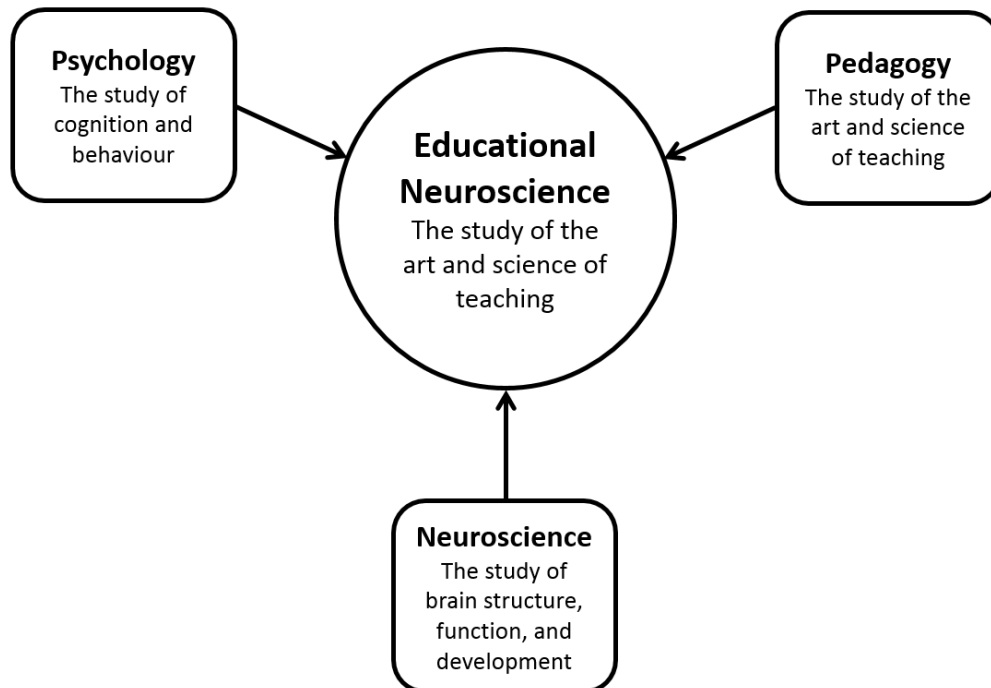 Psychology
The study of
cognition and
behaviour
Educational
Neuroscience
The study of the
art and science of
teaching
Pedagogy
The study of the
art and science
of teaching
Neuroscience
The study of
brain structure,
function, and
development